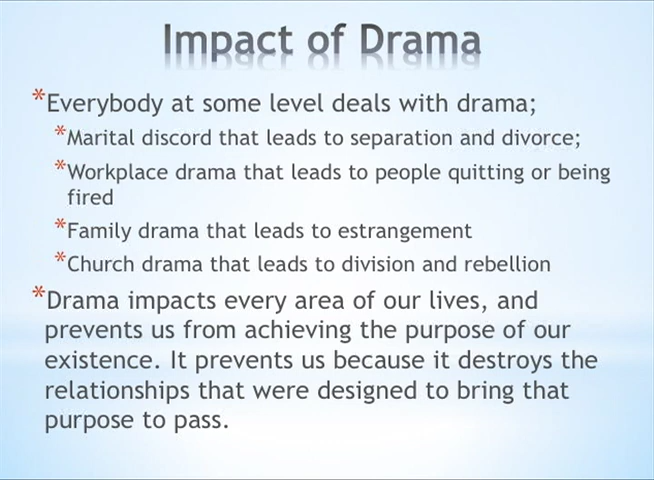 Impact of Drama
*Everybody at some level deals with drama;
*Marital discord that leads to separation and divorce;
*Workplace drama that leads to people quitting or being
fired
*Family drama that leads to estrangement
*Church drama that leads to division and rebellion
*Drama impacts every area of our lives, and
prevents us from achieving the purpose of our
existence. It prevents us because it destroys the
relationships that were designed to bring that
purpose to pass.